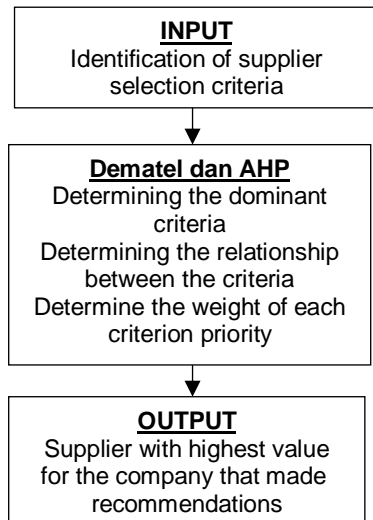 INPUT
Identification of supplier
selection criteria
Dematel dan AHP
Determining the dominant
criteria
Determining the relationship
between the criteria
Determine the weight of each
criterion priority
OUTPUT
Supplier with highest value
for the company that made
recommendations